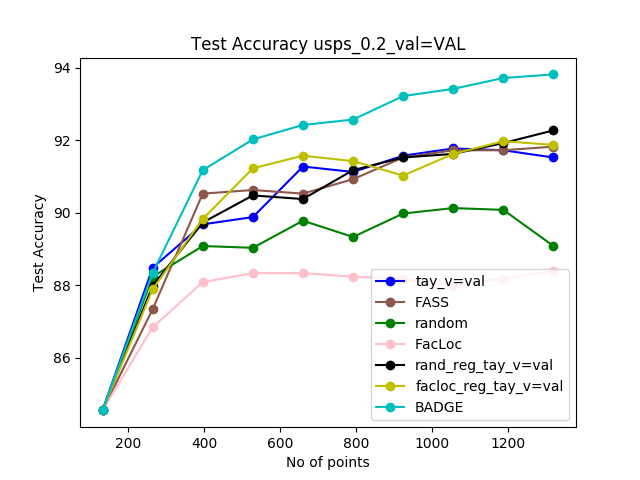 Test Accuracy usps_0.2_val=VAL
94
92
90
88
86
Test Accuracy
200
400
600
800
1000
1200
No of points
tay_v=val
FASS
random
FacLoc
rand_reg_tay_v=val
facloc_reg_tay_v=val
BADGE